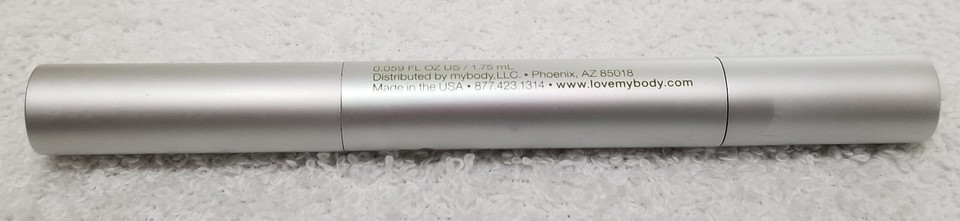 0.059 FL OZ US / 1.75 mL
Distributed by mybody,LLC. • Phoenix, AZ 85018
Made in the USA • 877.423.1314 • www.lovemybody.com